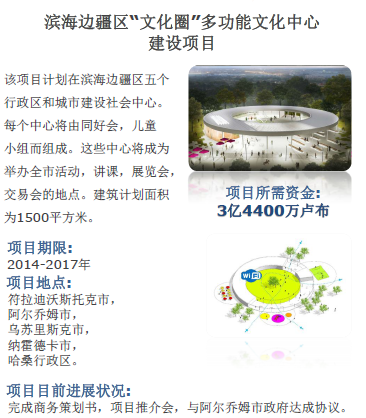 滨海边疆区“文化圈”多功能文化中心
建设项目
该项目计划在滨海边疆区五个
行政区和城市建设社会中心。
每个中心将由同好会，儿童
小组而组成。这些中心将成为
举办全市活动，讲课，展览会，
交易会的地点。建筑计划面积
为1500平方米。
项目所需资金:
3亿4400万卢布
项目期限:
2014-2017年
项目地点:
符拉迪沃斯托克市，
阿尔乔姆市，
乌苏里斯克市，
纳霍德卡市，
哈桑行政区。
Wi Fi
项目目前进展状况:
完成商务策划书，项目推介会，与阿尔乔姆市政府达成协议。